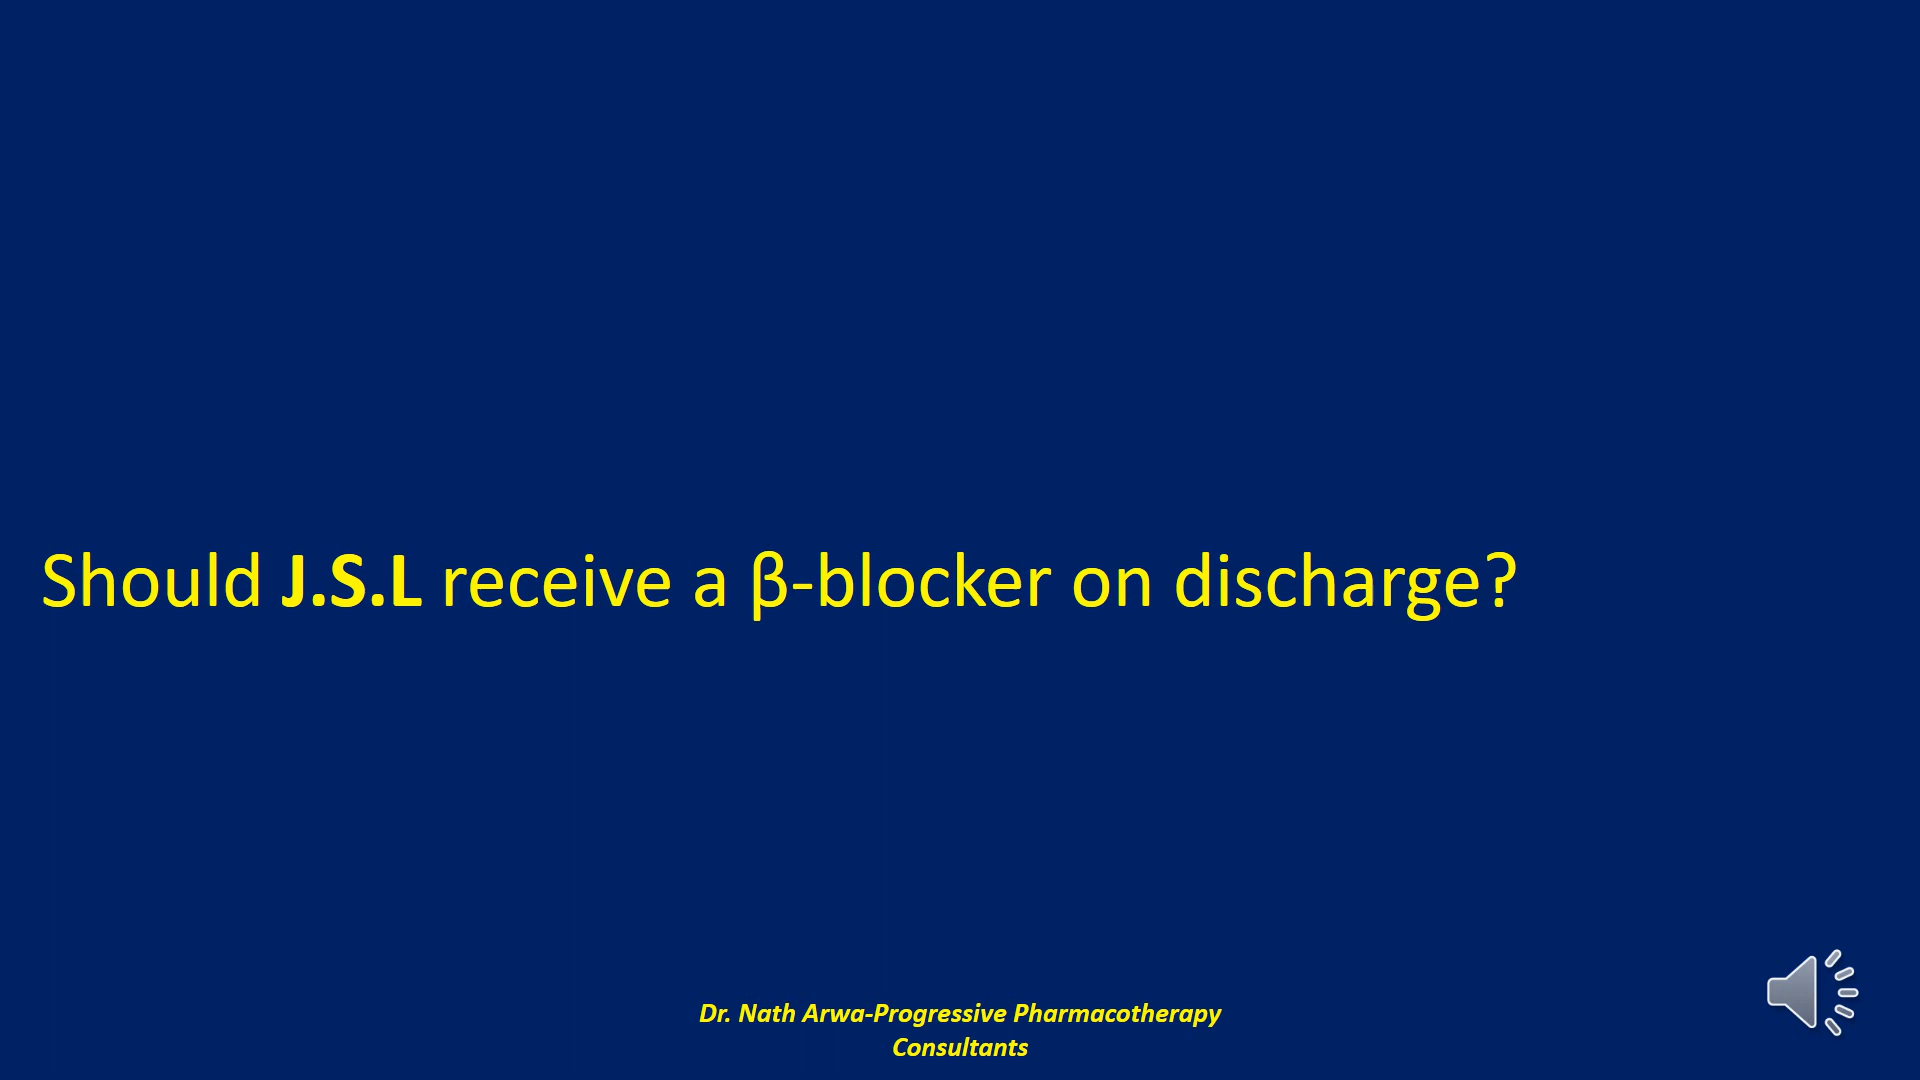 Should J.S.L receive a β-blocker on discharge?
Dr. Nath Arwa-Progressive Pharmacotherapy
Consultants